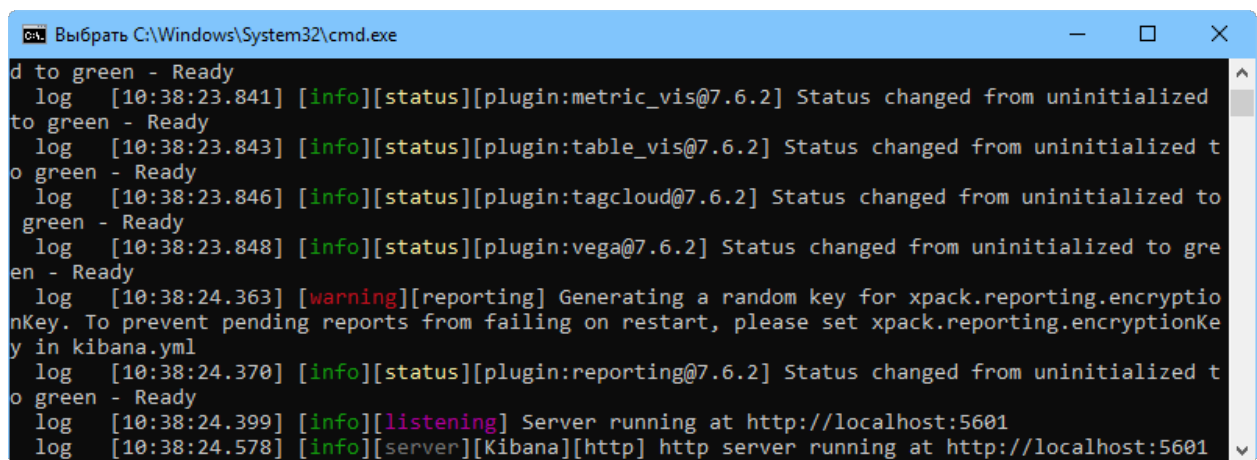 Выбрать C:\Windows\System32\cmd.exe
d to green - Ready
  log   [10:38:23.841] [info][status][plugin:metric_vis@7.6.2] Status changed from uninitialized
to green - Ready
  log   [10:38:23.843] [info][status][plugin:table_vis@7.6.2] Status changed from uninitialized t
o green - Ready
  log   [10:38:23.846] [info][status][plugin:tagcloud@7.6.2] Status changed from uninitialized to
 green - Ready
  log   [10:38:23.848] [info][status][plugin:vega@7.6.2] Status changed from uninitialized to gre
en - Ready
  log   [10:38:24.363] [warning][reporting] Generating a random key for xpack.reporting.encryptio
nKey. To prevent pending reports from failing on restart, please set xpack.reporting.encryptionKe
y in kibana.yml
  log   [10:38:24.370] [info][status][plugin:reporting@7.6.2] Status changed from uninitialized t
o green - Ready
  log   [10:38:24.399] [info][listening] Server running at http://localhost:5601
  log   [10:38:24.578] [info][server][Kibana][http] http server running at http://localhost:5601